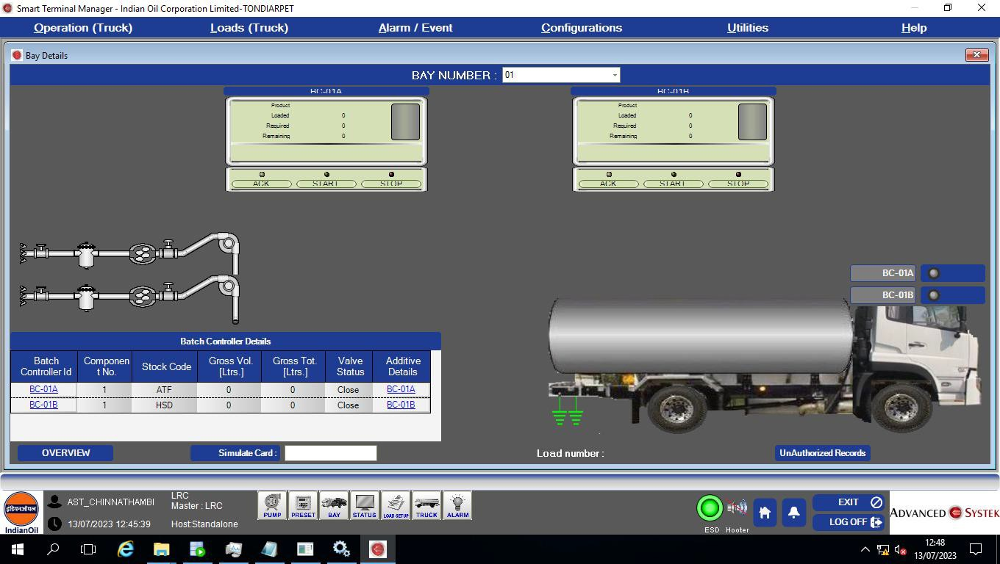 Smart Terminal Manager - Indian Oil Corporation Limited-TONDIARPET
Operation (Truck) Loads (Truck) Alarm / Event Configurations Utilities Help
Bay Details
BAY NUMBER : 01
BC-01A
Product
Loaded 0
Required 0
Remaining 0
ACK START STOP
BC-01B
Product
Loaded 0
Required 0
Remaining 0
ACK START STOP
BC-01A
BC-01B
Batch Controller Details
Batch Controller Id Componen t No. Stock Code Gross Vol. [Ltrs.] Gross Tot. [Ltrs.] Valve Status Additive Details
BC-01A 1 ATF 0 0 Close BC-01A
BC-01B 1 HSD 0 0 Close BC-01B
OVERVIEW Simulate Card : Load number : UnAuthorized Records
इंडियनऑयल
IndianOil
AST_CHINNATHAMBI
13/07/2023 12:45:39
LRC
Master : LRC
Host:Standalone
PUMP PRESET BAY STATUS LOAD SETUP TRUCK ALARM
ESD Hooter
EXIT
LOG OFF
ADVANCED SYSTEK
12:48
13/07/2023